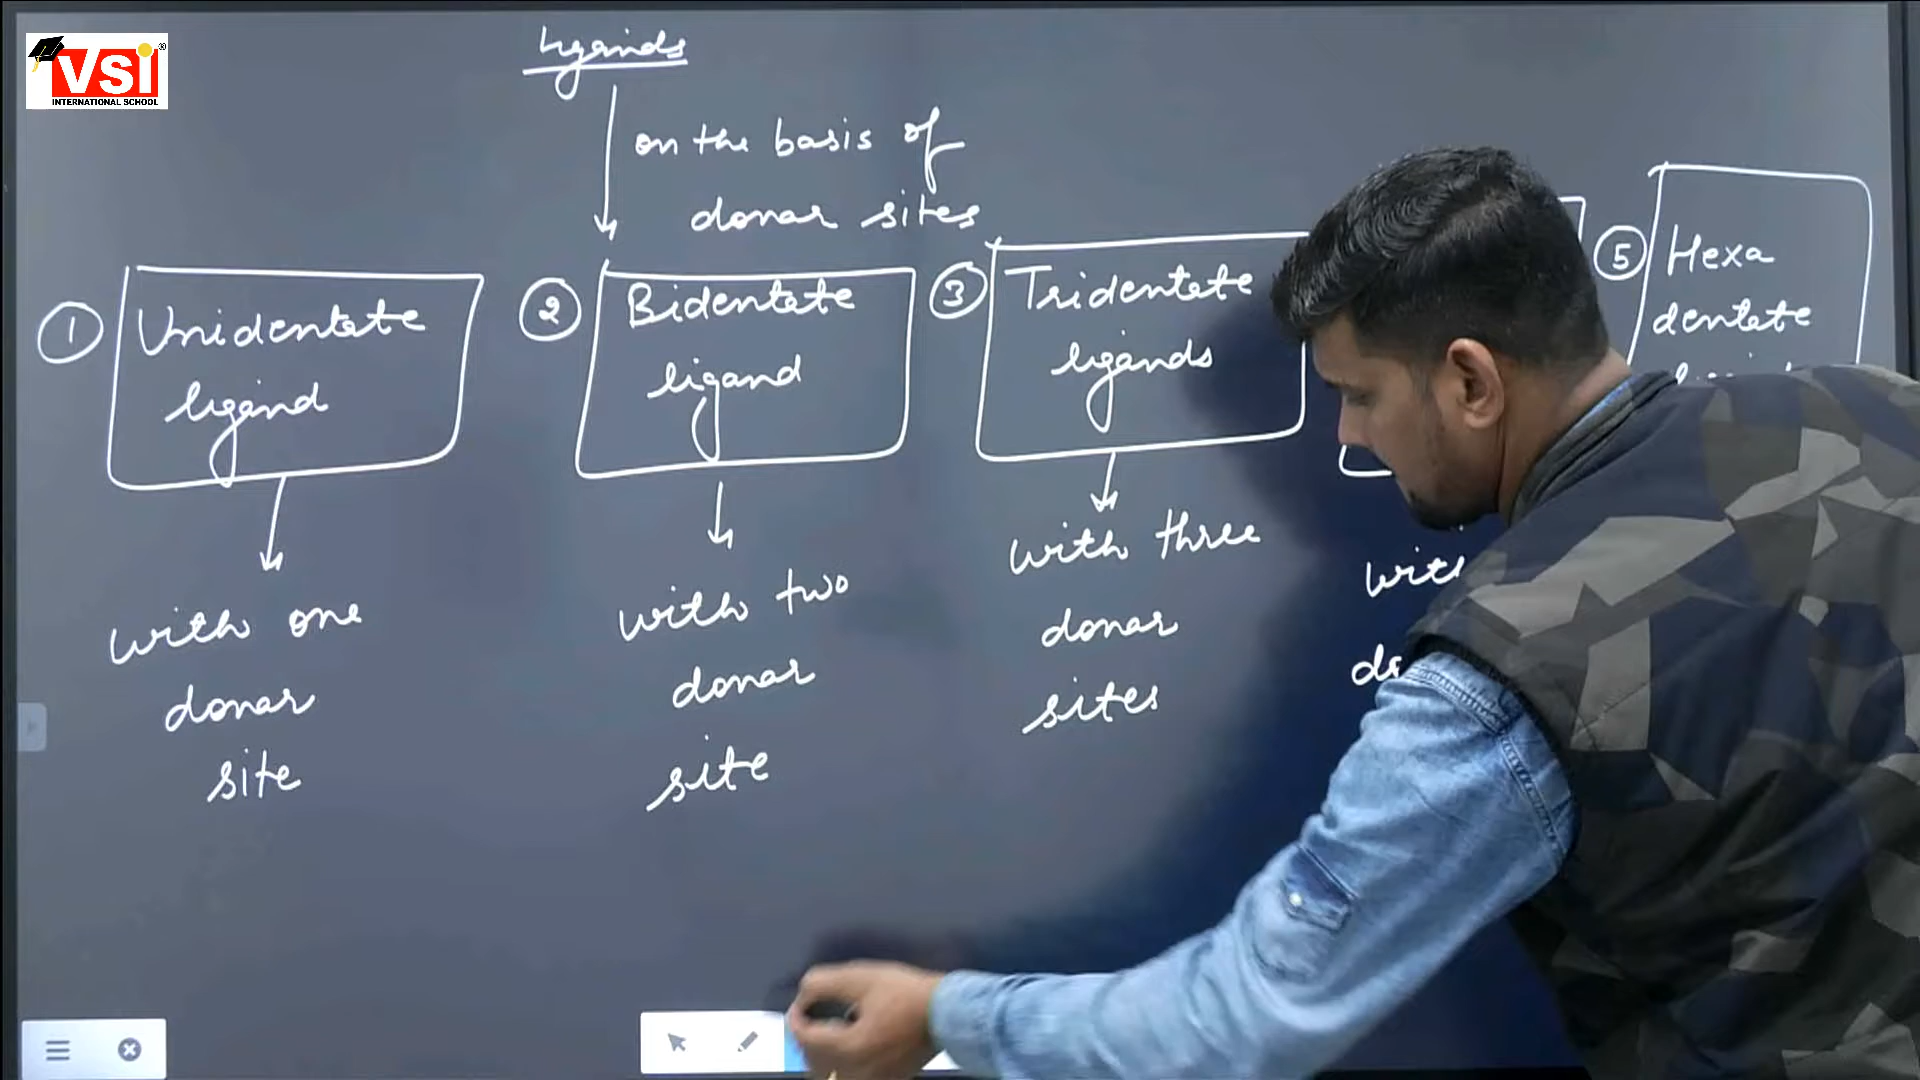 VSI
INTERNATIONAL SCHOOL
Ligands
on the basis of
donar sites
1 Unidentate
ligand
with one
donar
site
2 Bidentate
ligand
with two
donar
site
3 Tridentate
ligands
with three
donar
sites
5 Hexa
dentate